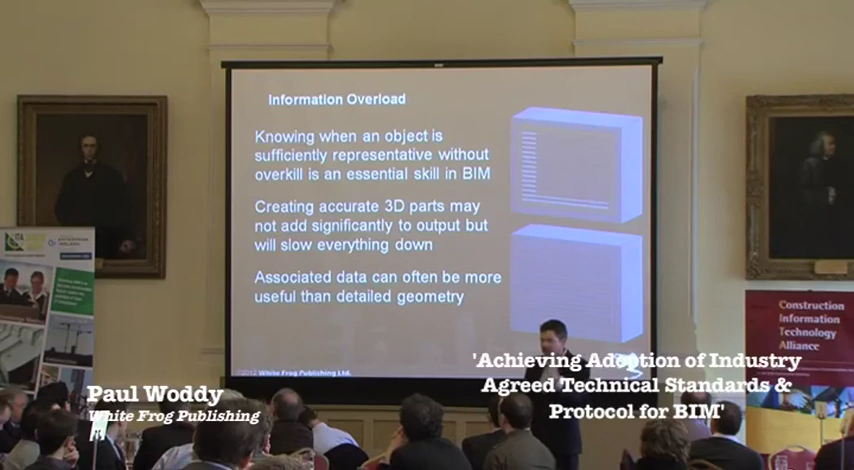 Information Overload
Knowing when an object is
sufficiently representative without
overkill is an essential skill in BIM
Creating accurate 3D parts may
not add significantly to output but
will slow everything down
Associated data can often be more
useful than detailed geometry
©2012 White Frog Publishing Ltd.
ITA
Construction
Information
Technology
Alliance
'Achieving Adoption of Industry
Agreed Technical Standards &
Protocol for BIM'
Paul Woddy
White Frog Publishing